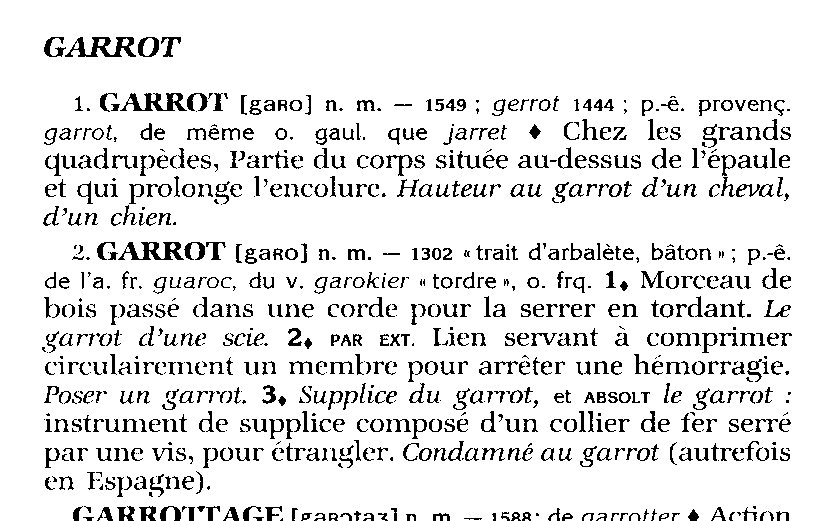 GARROT
1. GARROT [gaʀo] n. m. — 1549 ; gerrot 1444 ; p.-ê. provenç.
garrot, de même o. gaul. que jarret ♦ Chez les grands
quadrupèdes, Partie du corps située au-dessus de l'épaule
et qui prolonge l'encolure. Hauteur au garrot d'un cheval,
d'un chien.
2. GARROT [gaʀo] n. m. — 1302 « trait d'arbalète, bâton » ; p.-ê.
de l'a. fr. guaroc, du v. garokier « tordre », o. frq. 1♦ Morceau de
bois passé dans une corde pour la serrer en tordant. Le
garrot d'une scie. 2♦ PAR EXT. Lien servant à comprimer
circulairement un membre pour arrêter une hémorragie.
Poser un garrot. 3♦ Supplice du garrot, et ABSOLT le garrot :
instrument de supplice composé d'un collier de fer serré
par une vis, pour étrangler. Condamné au garrot (autrefois
en Espagne).
GARROTTAGE [gaʀɔtaʒ] n. m. — 1588; de garrotter ♦ Action